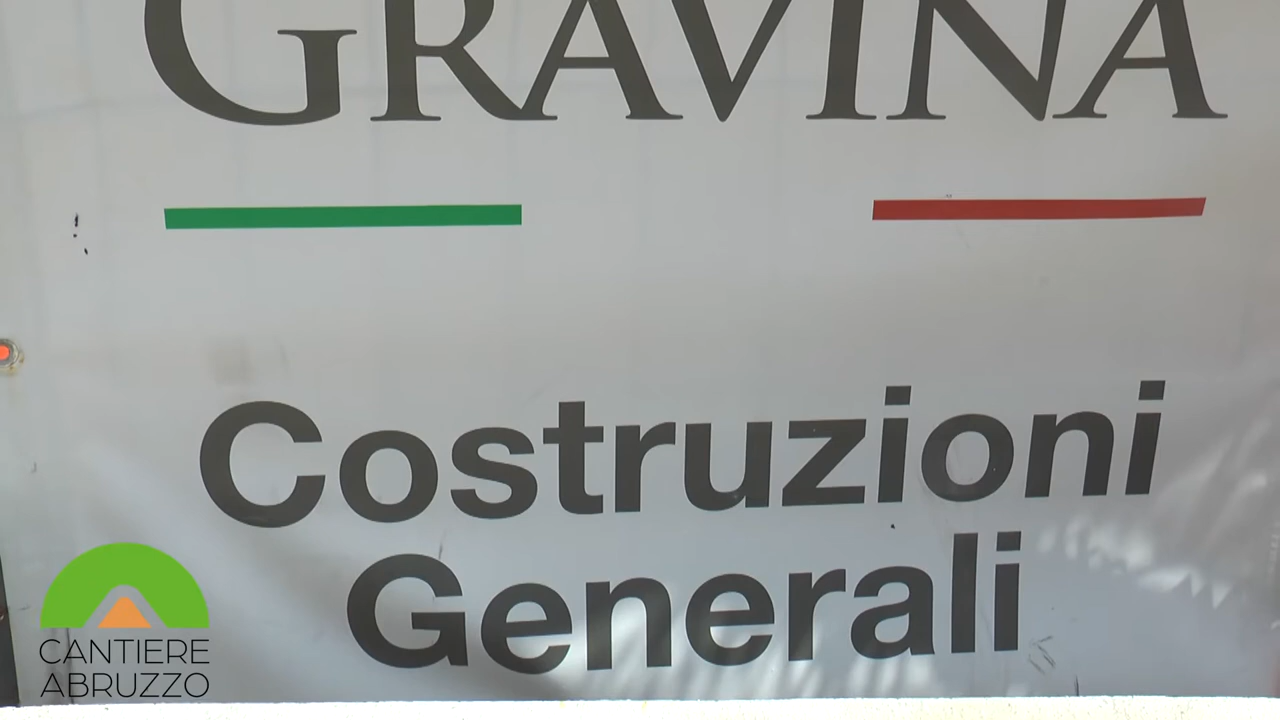 GRAVINA
Costruzioni
Generali
CANTIERE
ABRUZZO